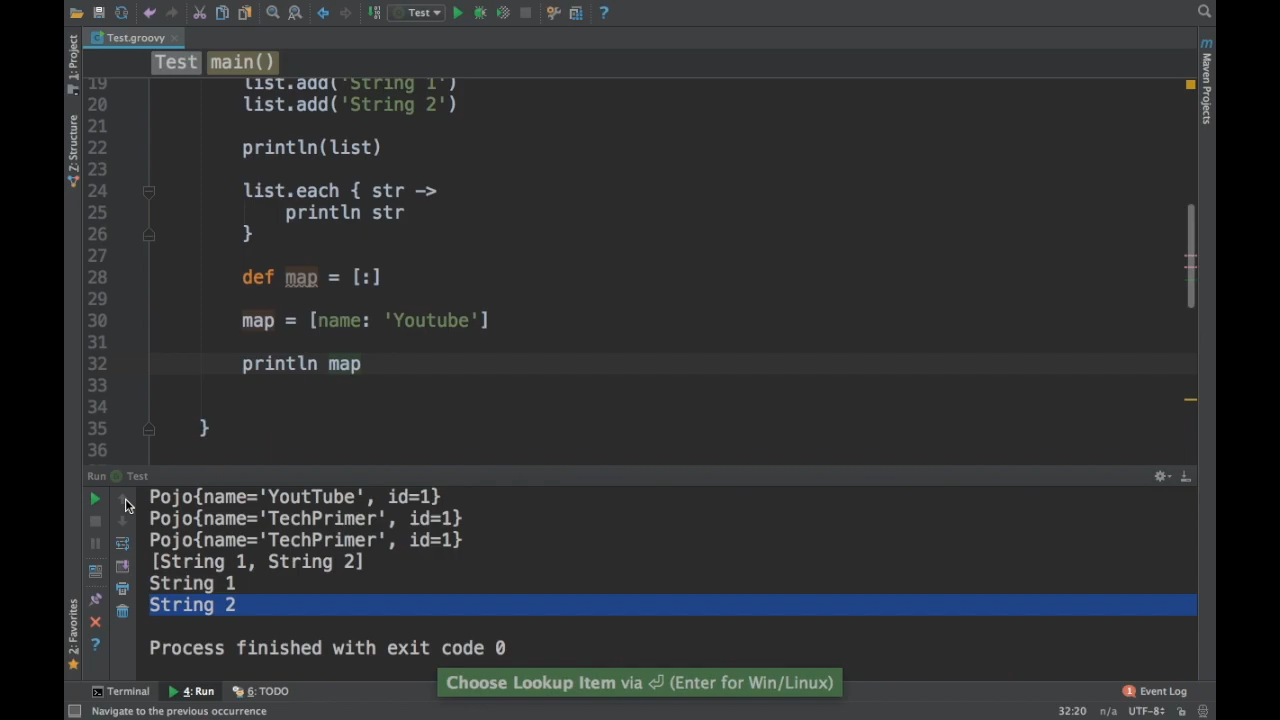 Test
Test.groovy
1: Project
Z: Structure
2: Favorites
Maven Projects
Test main()
19 list.add('String 1')
20 list.add('String 2')
21
22 println(list)
23
24 list.each { str ->
25 println str
26 }
27
28 def map = [:]
29
30 map = [name: 'Youtube']
31
32 println map
33
34
35 }
36
Run Test
Pojo{name='YoutTube', id=1}
Pojo{name='TechPrimer', id=1}
Pojo{name='TechPrimer', id=1}
[String 1, String 2]
String 1
String 2
Process finished with exit code 0
Choose Lookup Item via ⏎ (Enter for Win/Linux)
Terminal 4: Run 6: TODO 1 Event Log
Navigate to the previous occurrence 32:20 n/a UTF-8